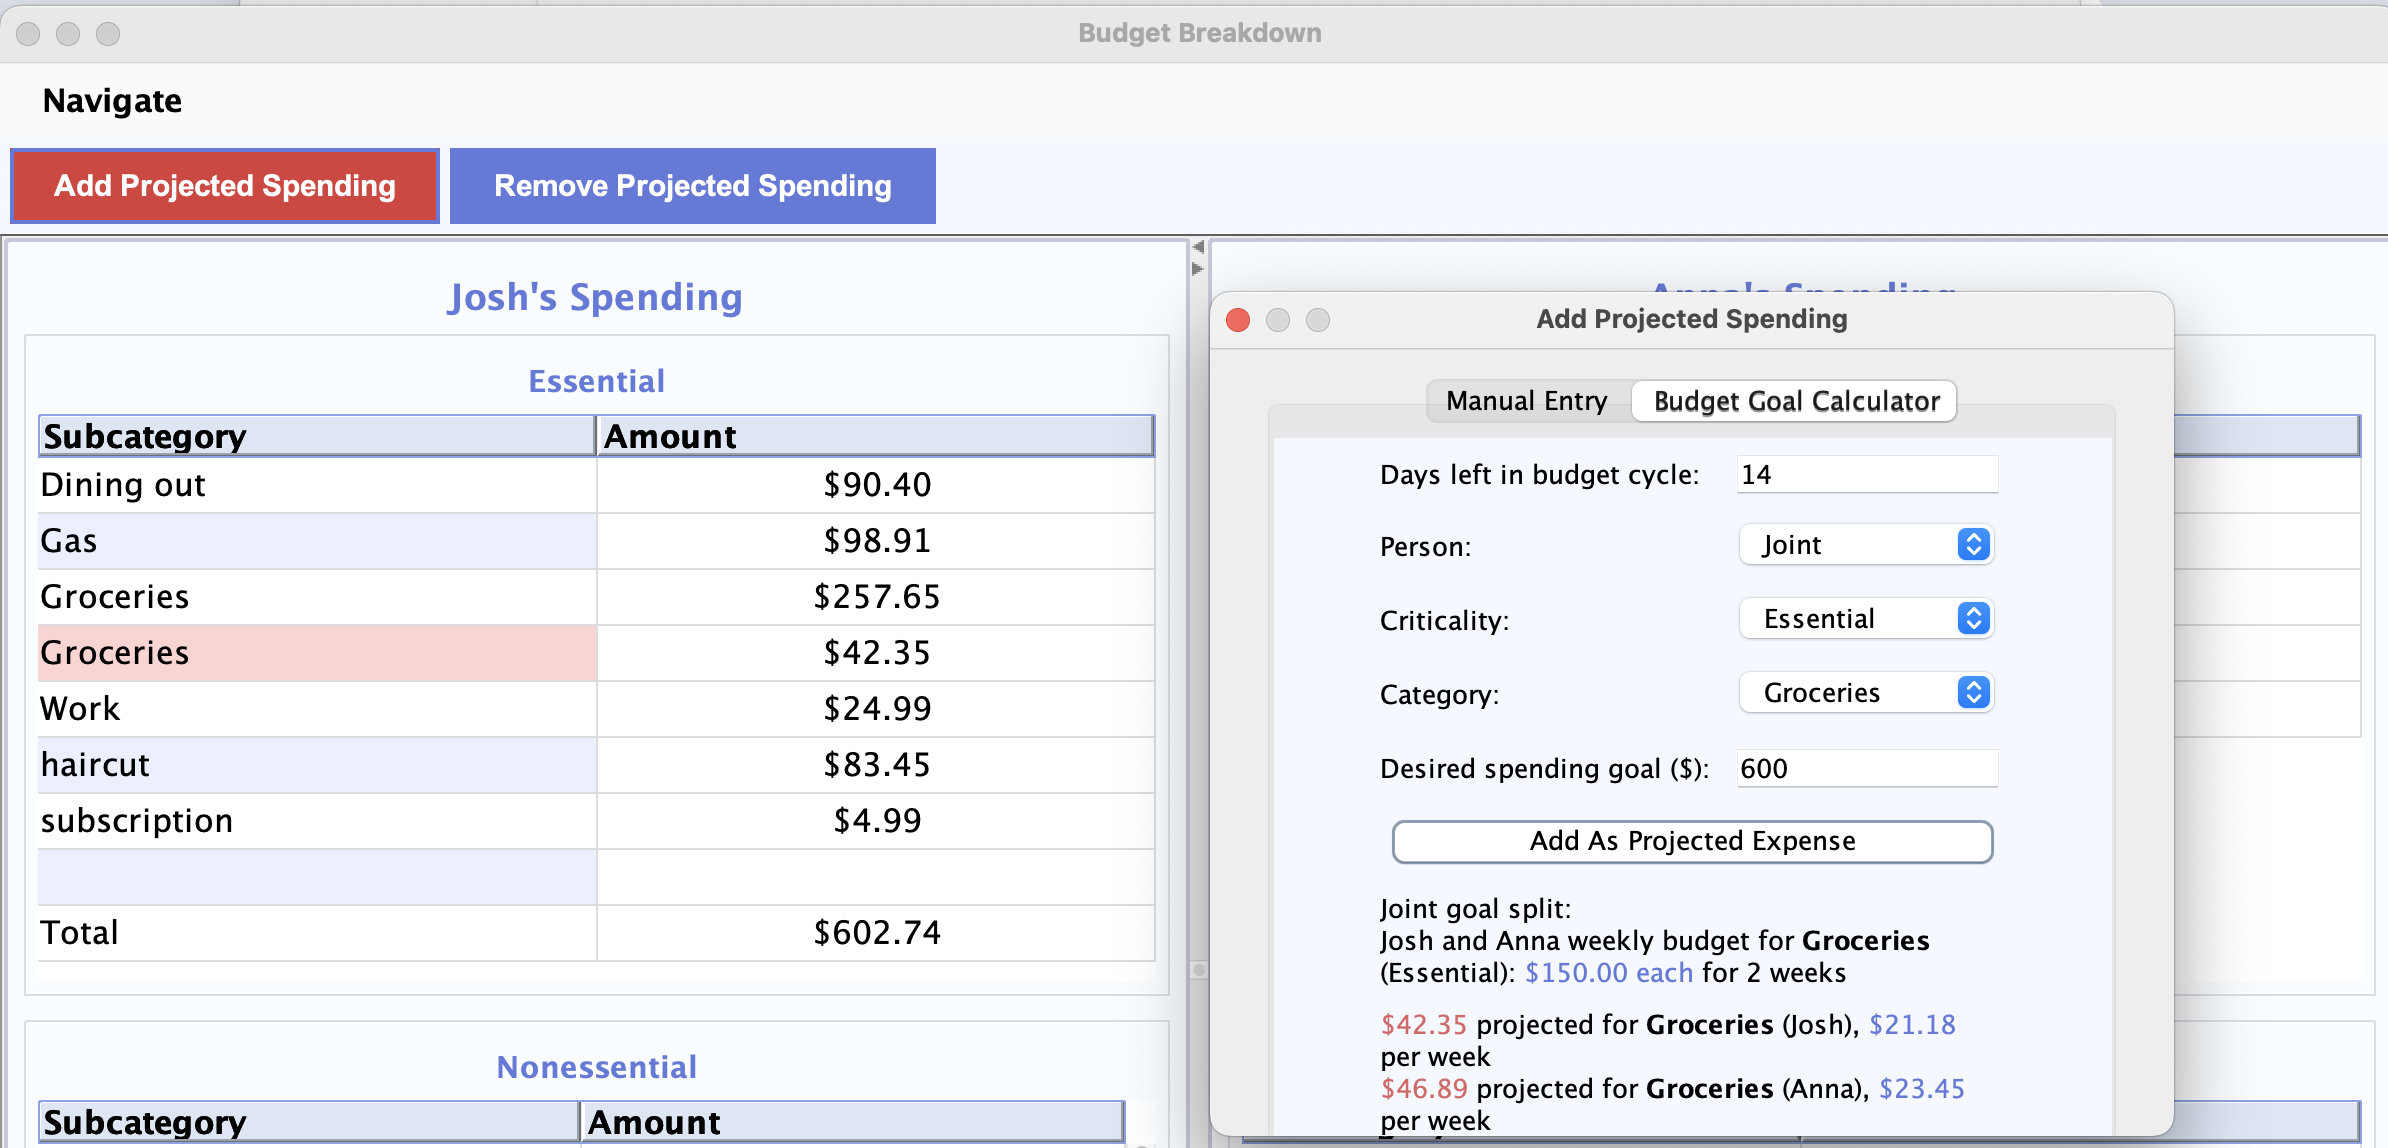 Budget Breakdown
Navigate
Add Projected Spending
Remove Projected Spending
Josh's Spending
Essential
Subcategory Amount
Dining out $90.40
Gas $98.91
Groceries $257.65
Groceries $42.35
Work $24.99
haircut $83.45
subscription $4.99
Total $602.74
Nonessential
Subcategory Amount
Anna's Spending
Add Projected Spending
Manual Entry Budget Goal Calculator
Days left in budget cycle: 14
Person: Joint
Criticality: Essential
Category: Groceries
Desired spending goal ($): 600
Add As Projected Expense
Joint goal split:
Josh and Anna weekly budget for Groceries
(Essential): $150.00 each for 2 weeks
$42.35 projected for Groceries (Josh), $21.18
per week
$46.89 projected for Groceries (Anna), $23.45
per week